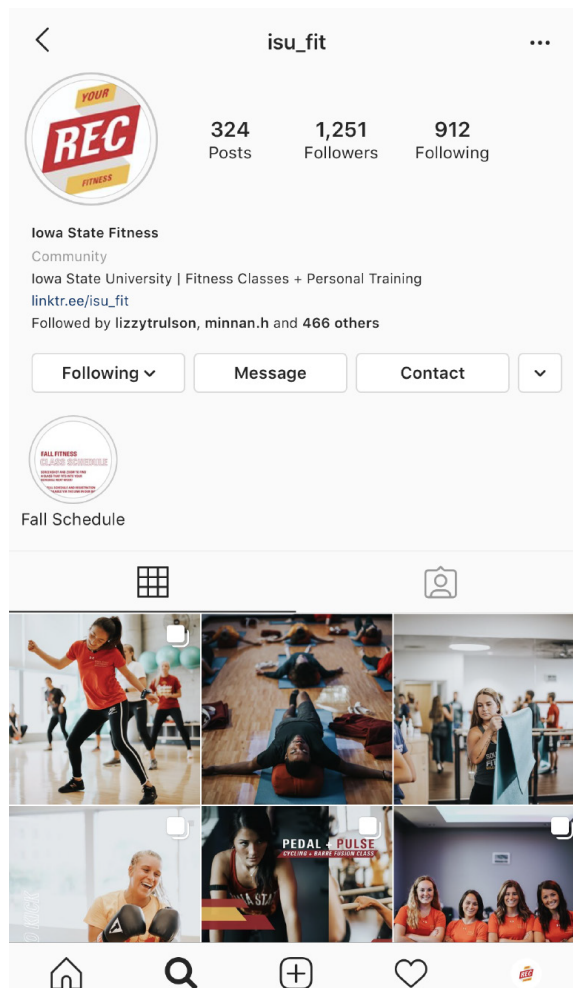 isu_fit
YOUR
REC
FITNESS
324 1,251 912
Posts Followers Following
Iowa State Fitness
Community
Iowa State University | Fitness Classes + Personal Training
linktr.ee/isu_fit
Followed by lizzytrulson, minnan.h and 466 others
Following Message Contact
FALL FITNESS
CLASS SCHEDULE
Fall Schedule
PEDAL + PULSE
CYCLING + BARRE FUSION CLASS
REC